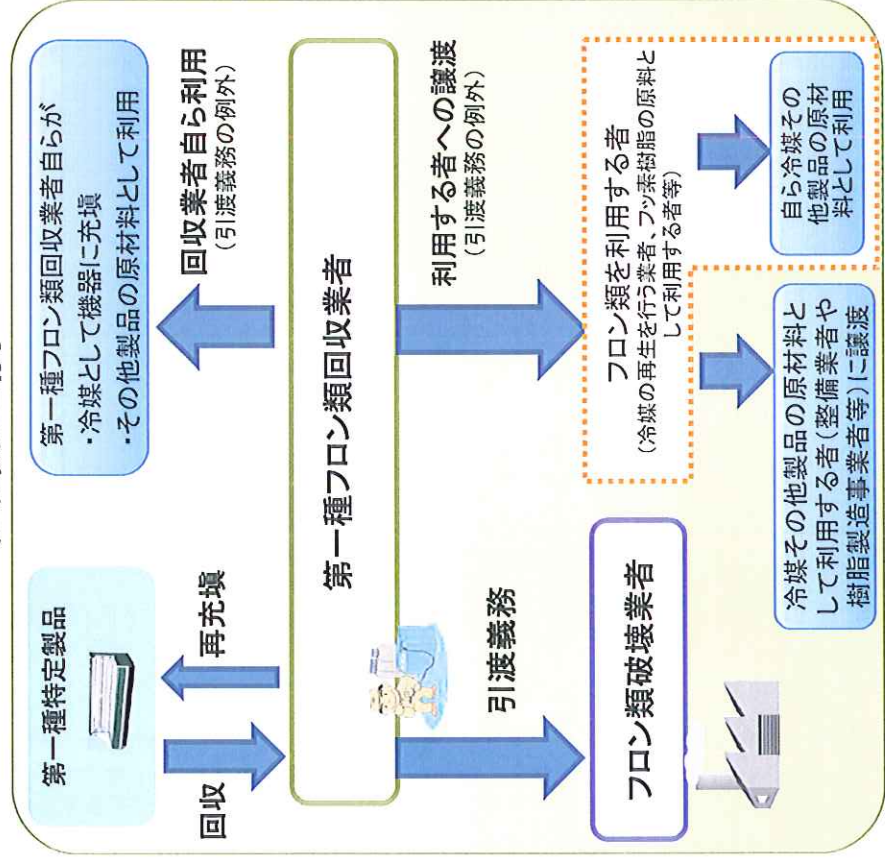 第一種特定製品
回収
再充填
第一種フロン類回収業者自らが
・冷媒として機器に充填
・その他製品の原材料として利用
回収業者自ら利用
(引渡義務の例外)
第一種フロン類回収業者
引渡義務
利用する者への譲渡
(引渡義務の例外)
フロン類破壊業者
フロン類を利用する者
(冷媒の再生を行う業者、フッ素樹脂の原料と
して利用する者等)
冷媒その他製品の原材料と
して利用する者(整備業者や
樹脂製造事業者等)に譲渡
自ら冷媒その
他製品の原材
料として利用